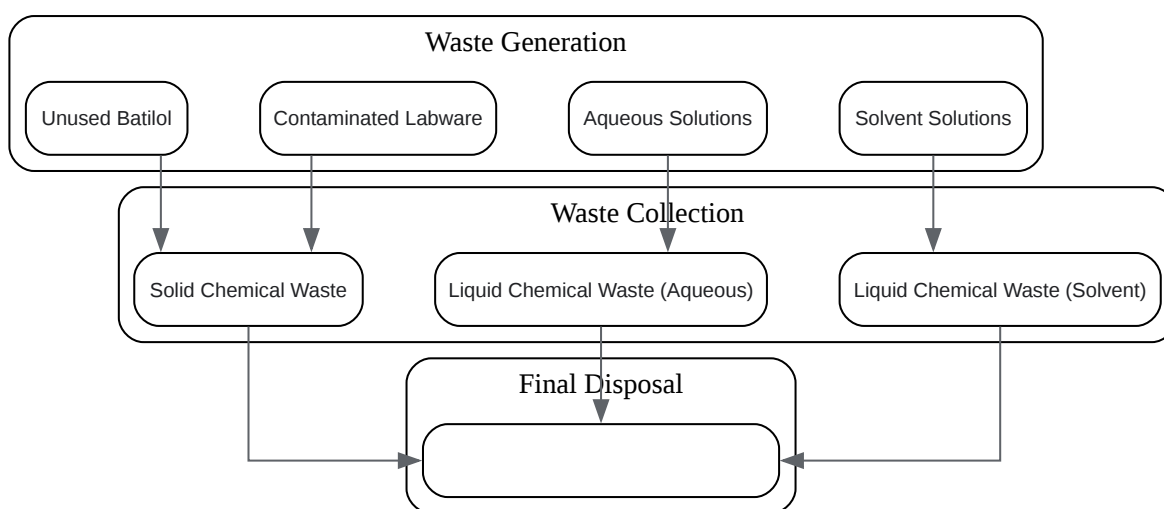 Waste Generation
Unused Batilol
Contaminated Labware
Aqueous Solutions
Solvent Solutions
Waste Collection
Solid Chemical Waste
Liquid Chemical Waste (Aqueous)
Liquid Chemical Waste (Solvent)
Final Disposal